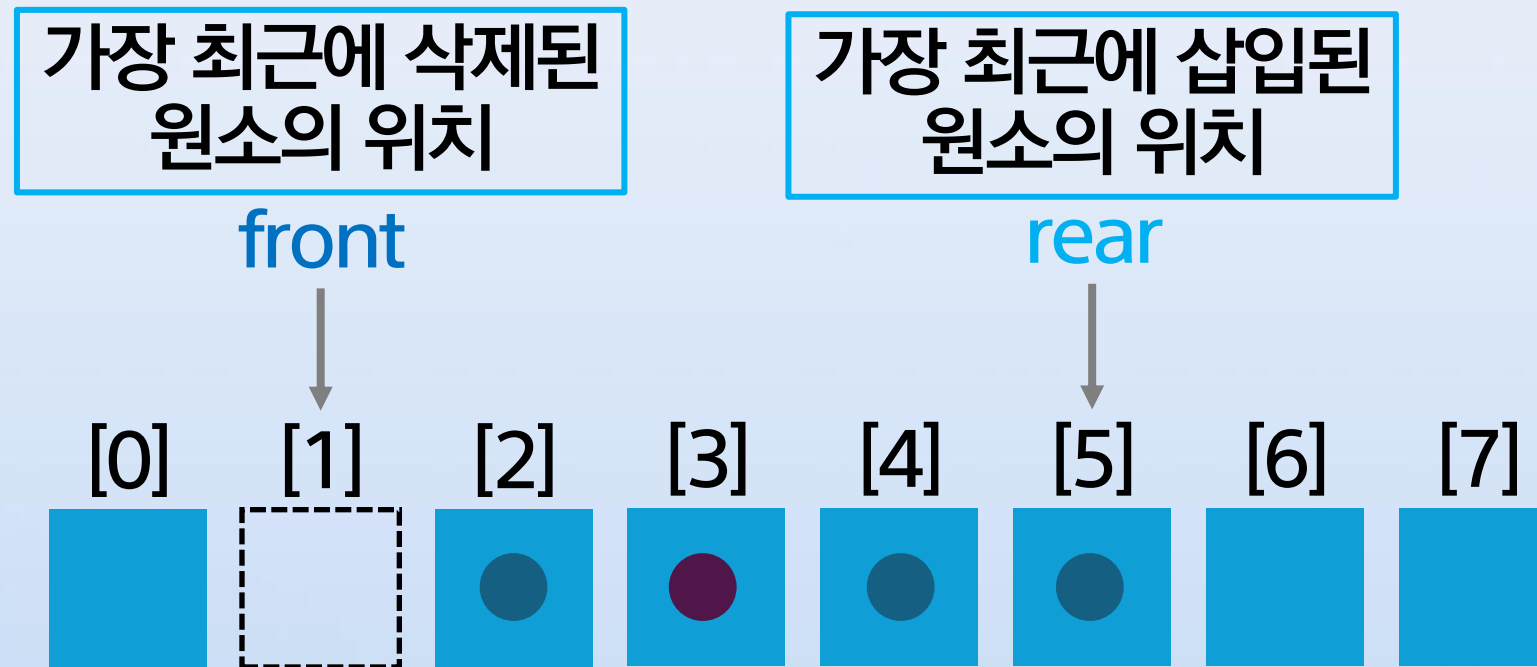 가장 최근에 삭제된
원소의 위치
가장 최근에 삽입된
원소의 위치
front
rear
[0] [1] [2] [3] [4] [5] [6] [7]